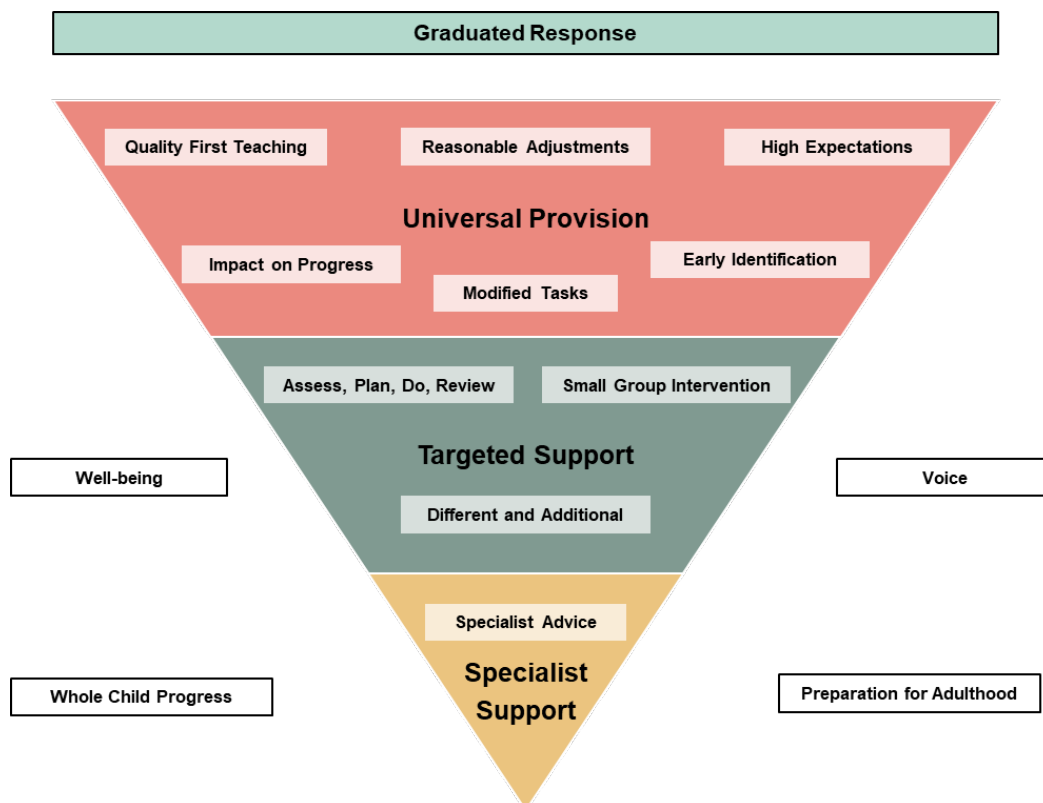 Graduated Response
Quality First Teaching
Reasonable Adjustments
High Expectations
Universal Provision
Impact on Progress
Early Identification
Modified Tasks
Assess, Plan, Do, Review
Small Group Intervention
Targeted Support
Well-being
Voice
Different and Additional
Specialist Advice
Specialist
Support
Whole Child Progress
Preparation for Adulthood